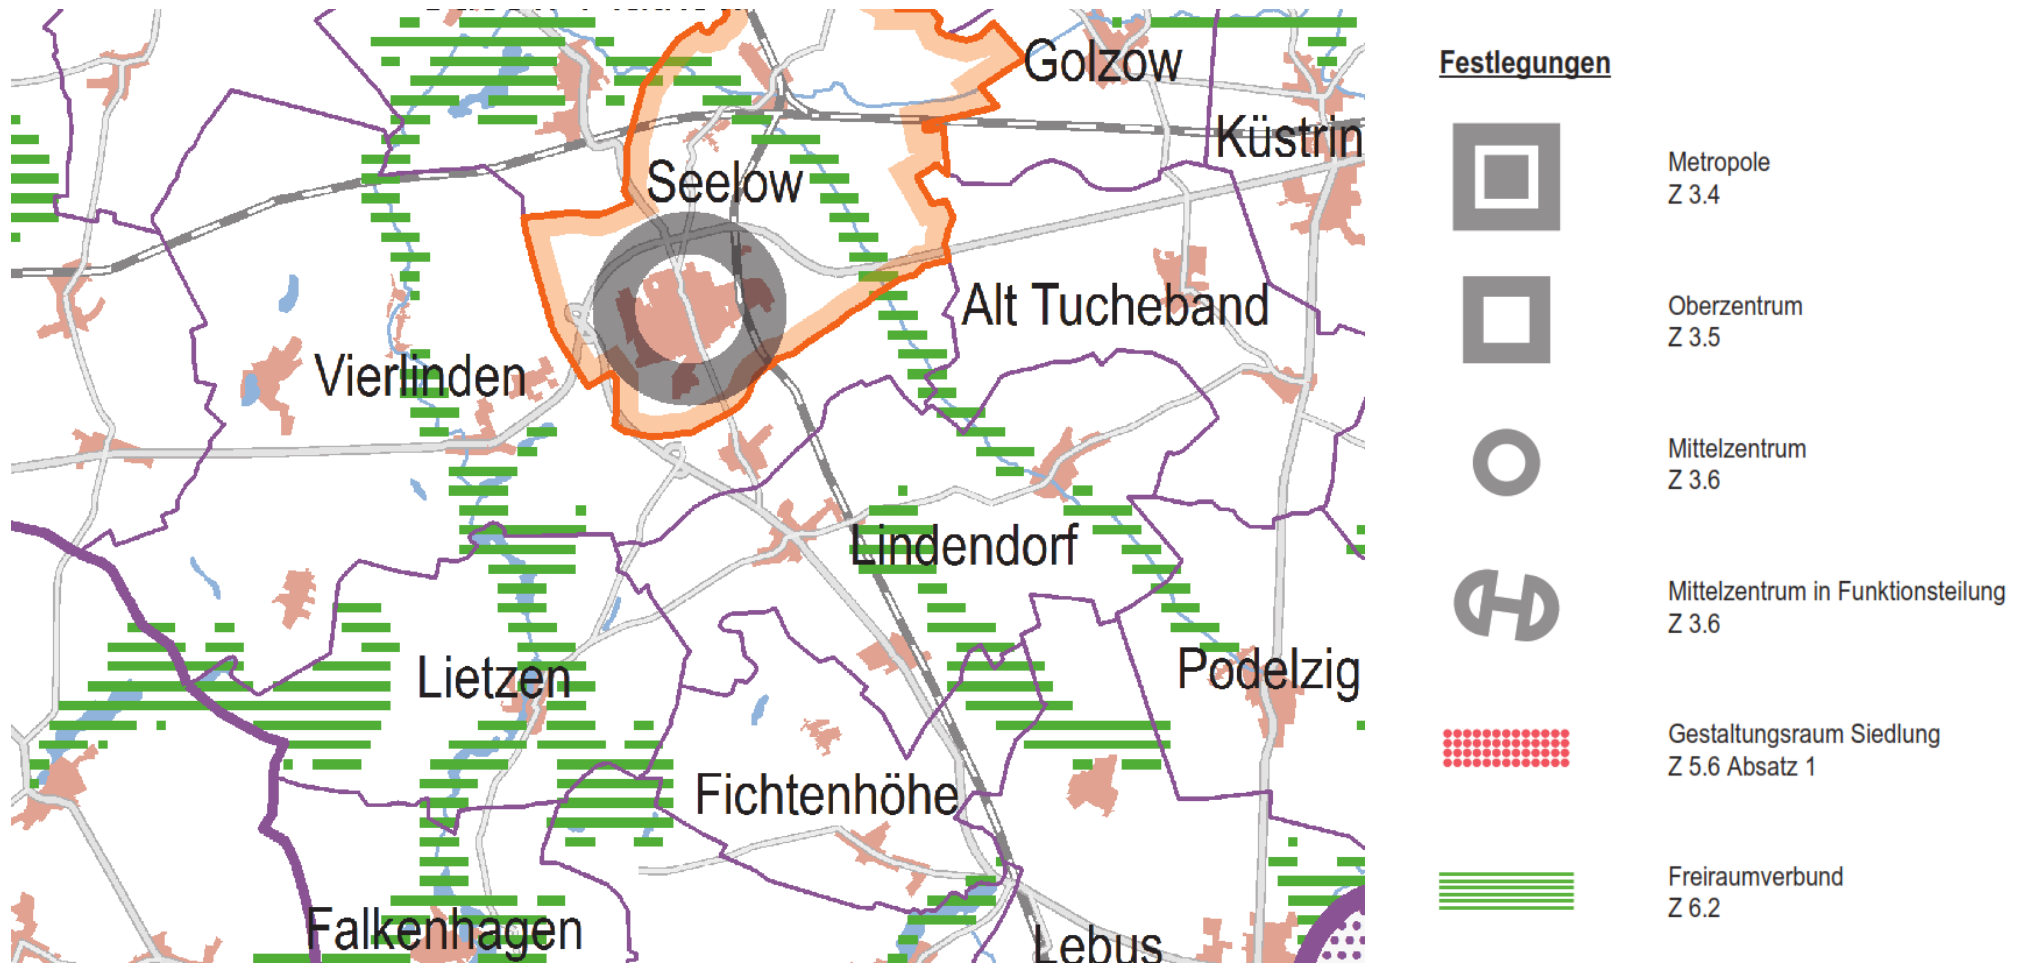 Golzow
Küstrin
Seelow
Alt Tucheband
Vierlinden
Lindendorf
Lietzen
Podelzig
Fichtenhöhe
Falkenhagen
Lebus
Festlegungen
Metropole
Z 3.4
Oberzentrum
Z 3.5
Mittelzentrum
Z 3.6
Mittelzentrum in Funktionsteilung
Z 3.6
Gestaltungsraum Siedlung
Z 5.6 Absatz 1
Freiraumverbund
Z 6.2